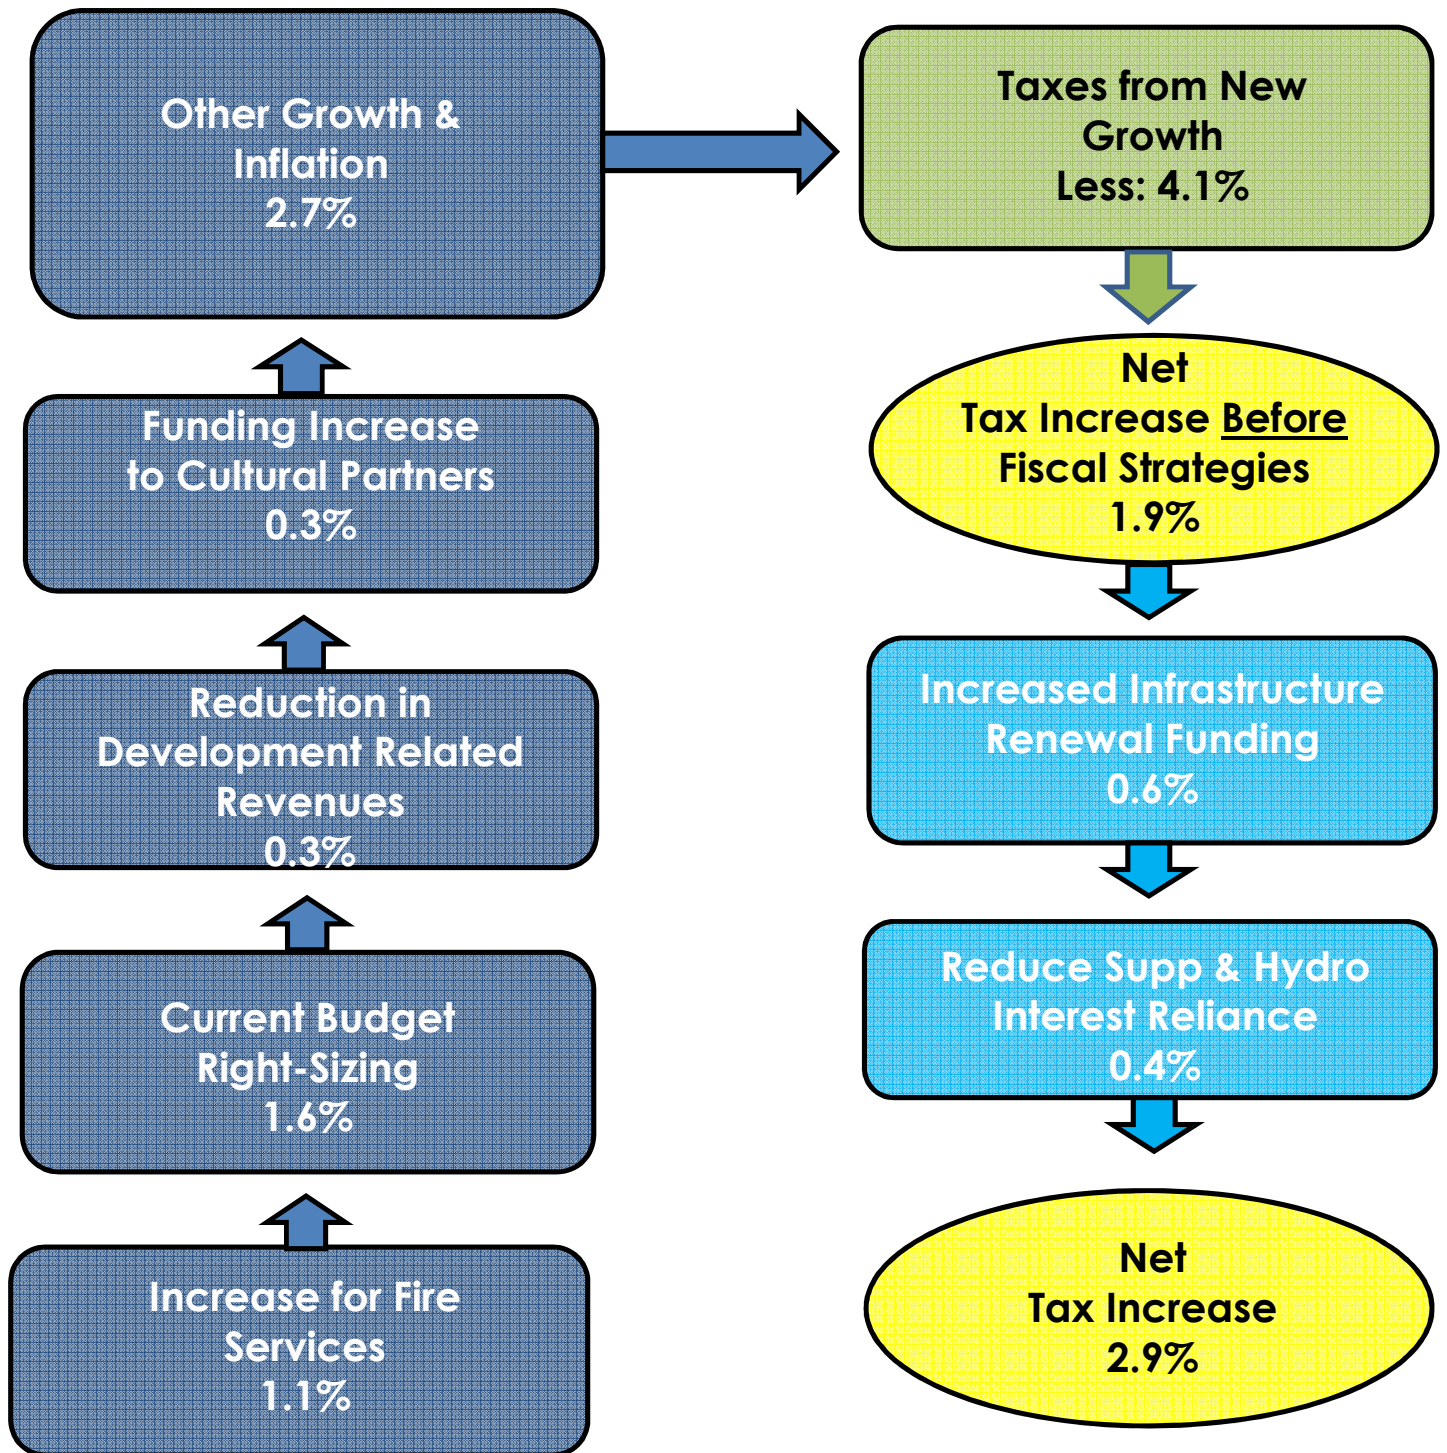 Other Growth &
Inflation
2.7%
Funding Increase
to Cultural Partners
0.3%
Reduction in
Development Related
Revenues
0.3%
Current Budget
Right-Sizing
1.6%
Increase for Fire
Services
1.1%
Taxes from New
Growth
Less: 4.1%
Net
Tax Increase Before
Fiscal Strategies
1.9%
Increased Infrastructure
Renewal Funding
0.6%
Reduce Supp & Hydro
Interest Reliance
0.4%
Net
Tax Increase
2.9%